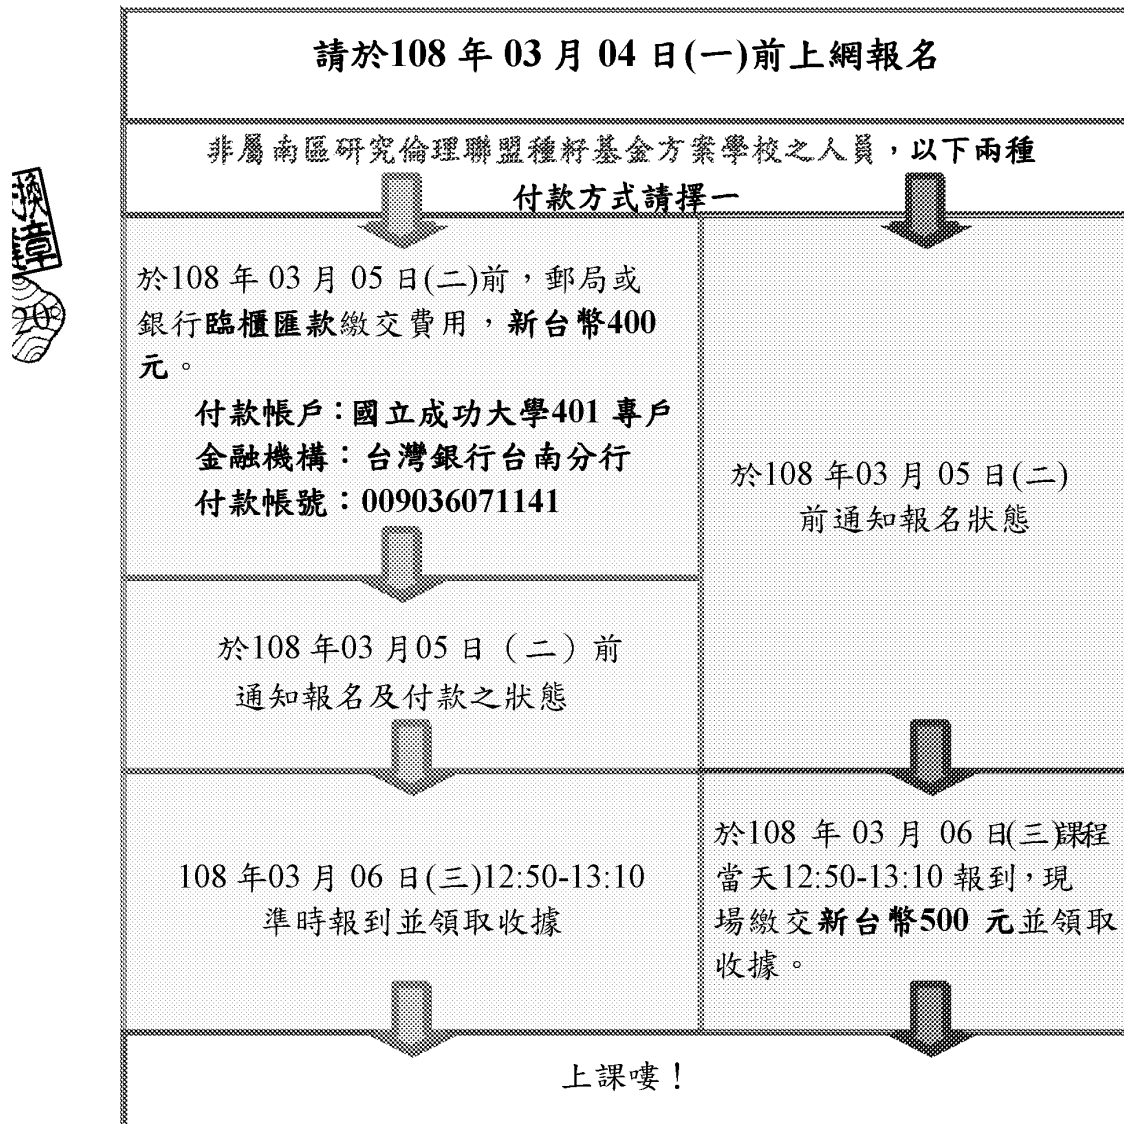 請於108 年 03 月 04 日(一)前上網報名
非屬南區研究倫理聯盟種籽基金方案學校之人員，以下兩種
付款方式請擇一
於108 年 03 月 05 日(二)前，郵局或
銀行臨櫃匯款繳交費用，新台幣400
元。
付款帳戶：國立成功大學401 專戶
金融機構：台灣銀行台南分行
付款帳號：009036071141
於108 年03 月05 日（二）前
通知報名及付款之狀態
108 年03 月 06 日(三)12:50-13:10
準時報到並領取收據
於108 年03 月 05 日(二)
前通知報名狀態
於108 年 03 月 06 日(三)課程
當天12:50-13:10 報到，現
場繳交新台幣500 元並領取
收據。
上課嘍！
換
章